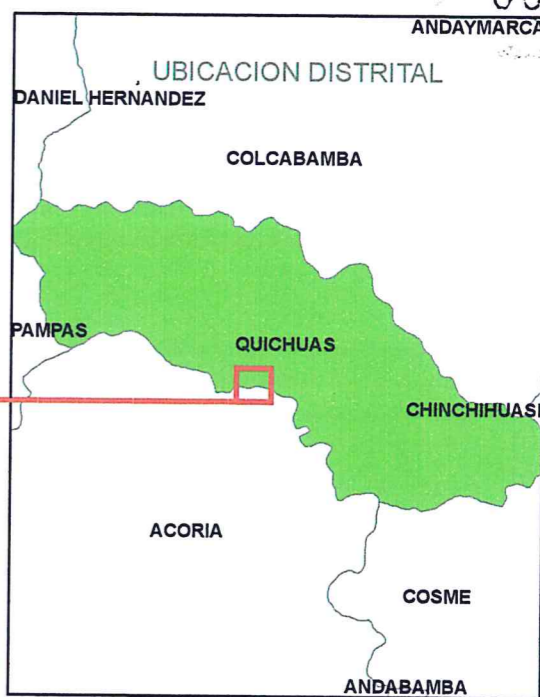 ANDAYMARCA
UBICACION DISTRITAL
DANIEL HERNANDEZ
COLCABAMBA
PAMPAS
QUICHUAS
CHINCHIHUASI
ACORIA
COSME
ANDABAMBA